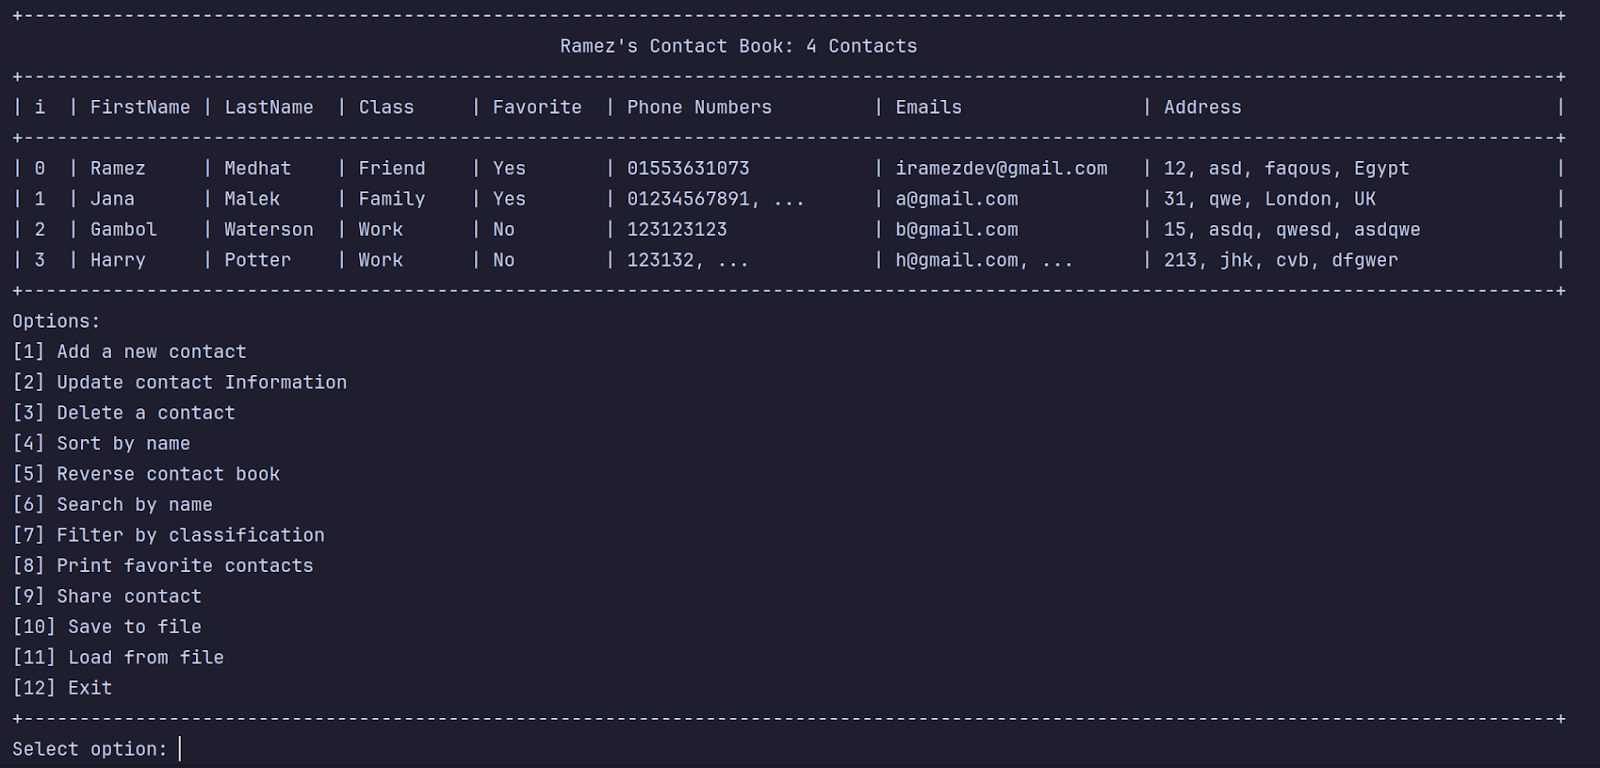 +-----------------------------------------------------------------------------------------------------------------------------------------+
Ramez's Contact Book: 4 Contacts
+-----------------------------------------------------------------------------------------------------------------------------------------+
| i  | FirstName | LastName  | Class     | Favorite  | Phone Numbers         | Emails                | Address                            |
+-----------------------------------------------------------------------------------------------------------------------------------------+
| 0  | Ramez     | Medhat    | Friend    | Yes       | 01553631073           | iramezdev@gmail.com   | 12, asd, faqous, Egypt             |
| 1  | Jana      | Malek     | Family    | Yes       | 01234567891, ...      | a@gmail.com           | 31, qwe, London, UK                |
| 2  | Gambol    | Waterson  | Work      | No        | 123123123             | b@gmail.com           | 15, asdq, qwesd, asdqwe            |
| 3  | Harry     | Potter    | Work      | No        | 123132, ...           | h@gmail.com, ...      | 213, jhk, cvb, dfgwer              |
+-----------------------------------------------------------------------------------------------------------------------------------------+
Options:
[1] Add a new contact
[2] Update contact Information
[3] Delete a contact
[4] Sort by name
[5] Reverse contact book
[6] Search by name
[7] Filter by classification
[8] Print favorite contacts
[9] Share contact
[10] Save to file
[11] Load from file
[12] Exit
+-----------------------------------------------------------------------------------------------------------------------------------------+
Select option: